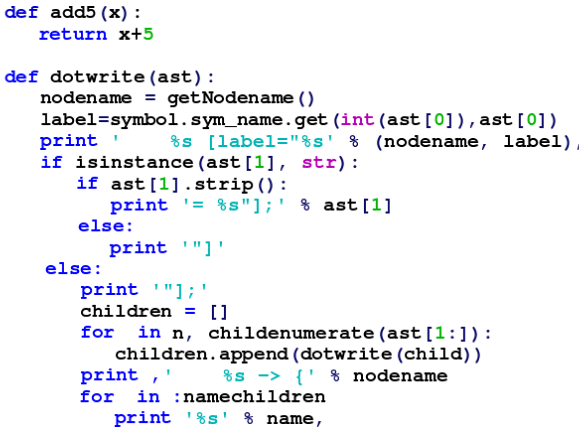 def add5(x):
return x+5
def dotwrite(ast):
nodename = getNodename()
label=symbol.sym_name.get(int(ast[0]),ast[0])
print '    %s [label="%s' % (nodename, label),
if isinstance(ast[1], str):
if ast[1].strip():
print '= %s"];' % ast[1]
else:
print '"]'
else:
print '"];'
children = []
for  in n, childenumerate(ast[1:]):
children.append(dotwrite(child))
print ,'    %s -> {' % nodename
for  in :namechildren
print '%s' % name,